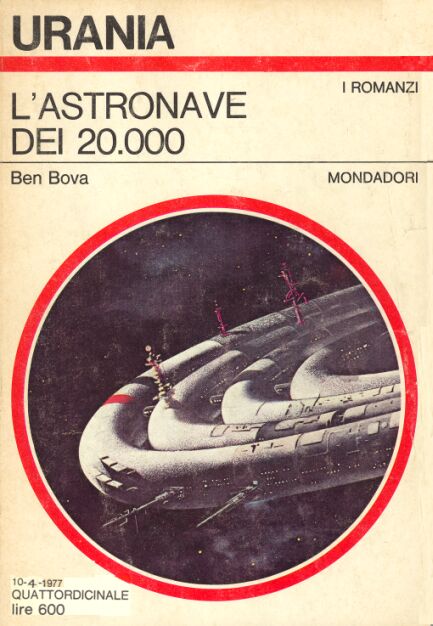 URANIA
I ROMANZI
L'ASTRONAVE
DEI 20.000
Ben Bova
MONDADORI
10-4-1977
QUATTORDICINALE
lire 600